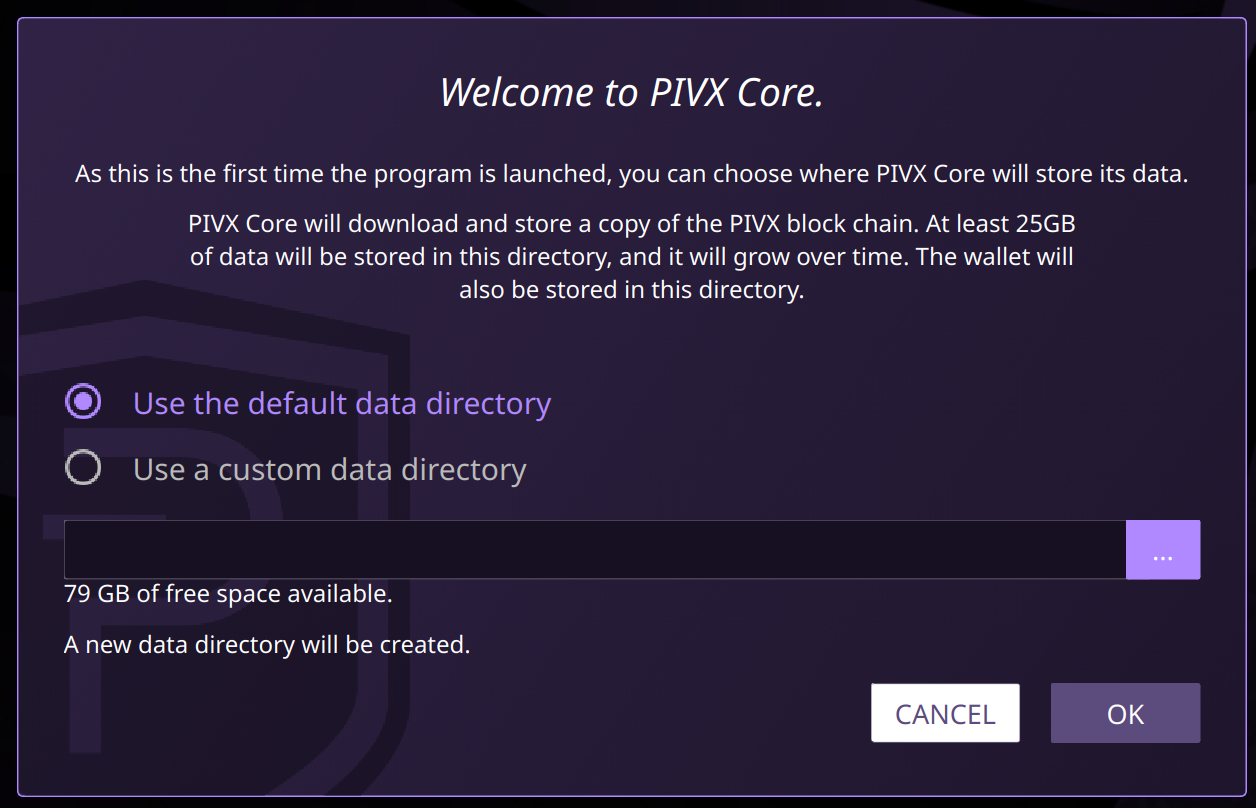 Welcome to PIVX Core.
As this is the first time the program is launched, you can choose where PIVX Core will store its data.
PIVX Core will download and store a copy of the PIVX block chain. At least 25GB
of data will be stored in this directory, and it will grow over time. The wallet will
also be stored in this directory.
Use the default data directory
Use a custom data directory
...
79 GB of free space available.
A new data directory will be created.
CANCEL
OK